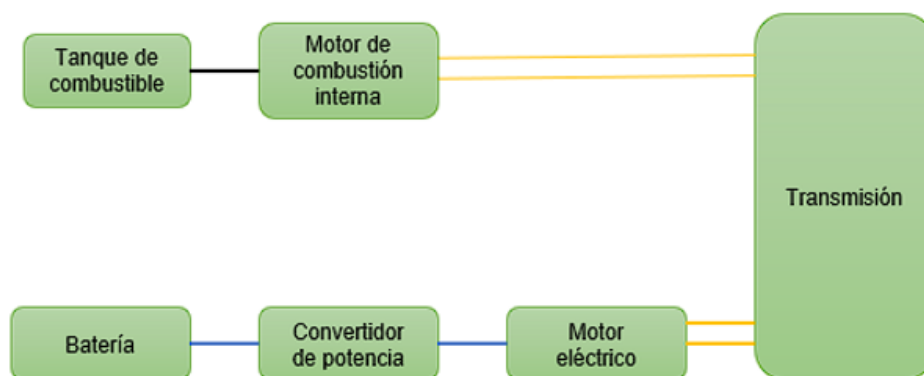 Tanque de
combustible
Motor de
combustión
interna
Transmisión
Batería
Convertidor
de potencia
Motor
eléctrico